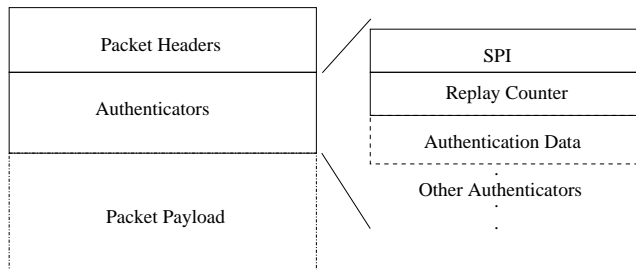 Packet Headers
Authenticators
Packet Payload
SPI
Replay Counter
Authentication Data
Other Authenticators